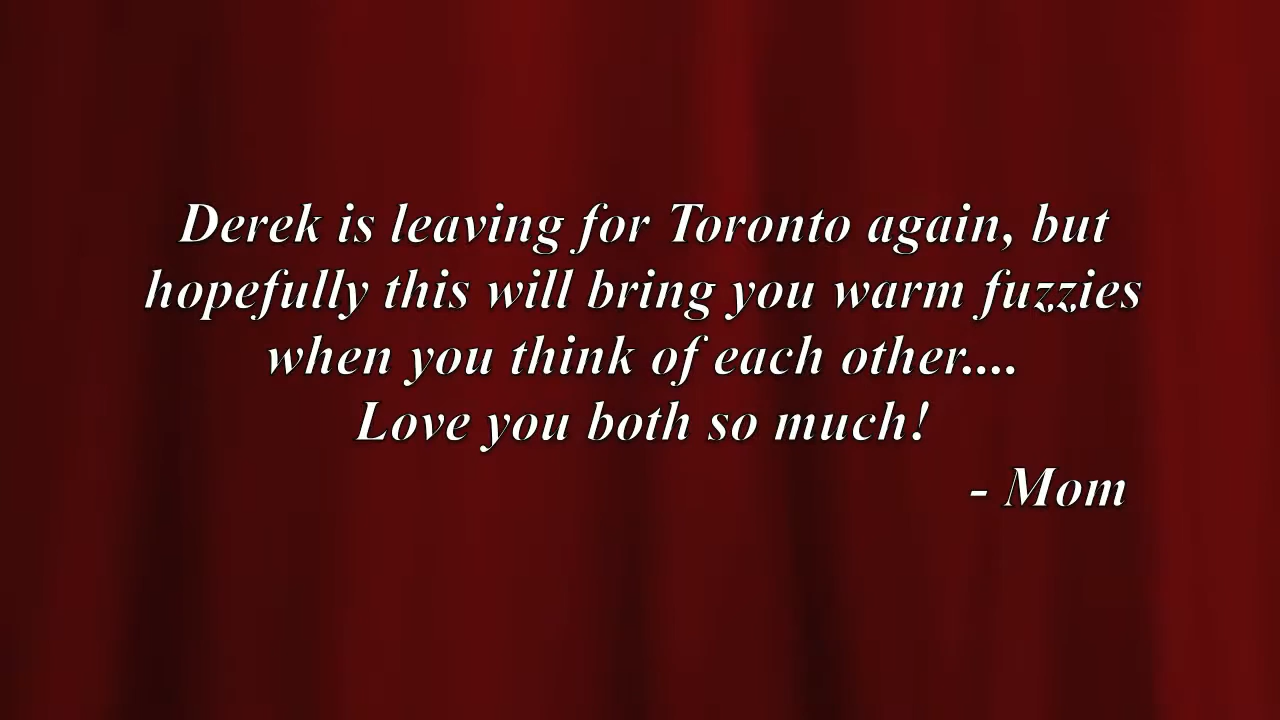 Derek is leaving for Toronto again, but
hopefully this will bring you warm fuzzies
when you think of each other....
Love you both so much!
- Mom